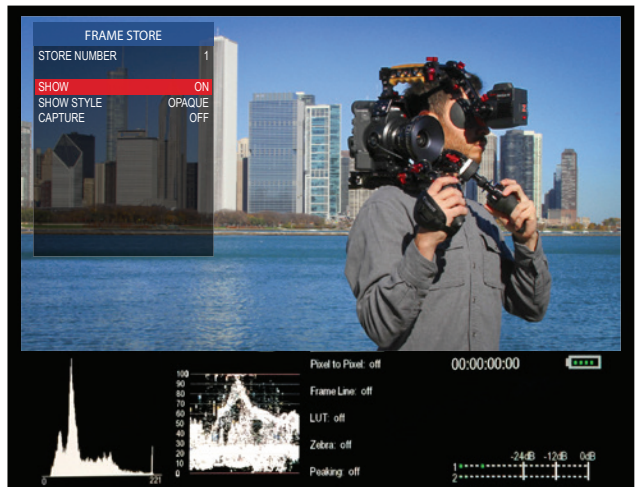 FRAME STORE
STORE NUMBER 1
SHOW ON
SHOW STYLE OPAQUE
CAPTURE OFF
Pixel to Pixel: off 00:00:00:00
100
90
80
70
60
50
40
30
20
10
0
Frame Line: off
LUT: off
Zebra: off
Peaking: off
0 221
-24dB -12dB 0dB
1
2